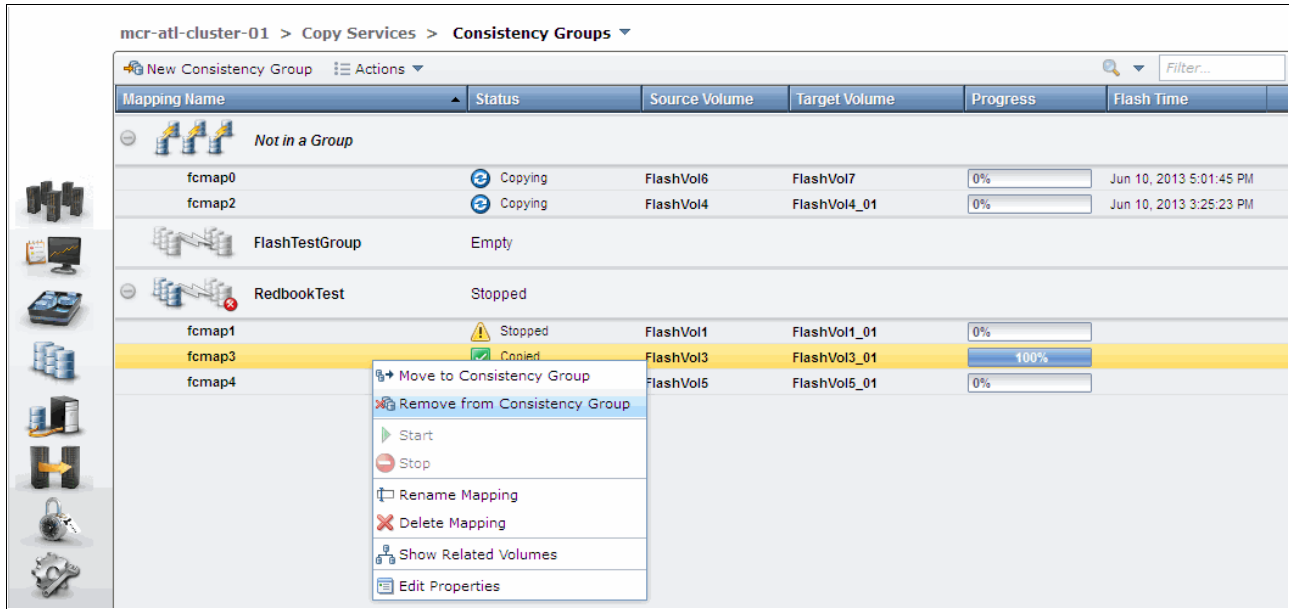 mcr-atl-cluster-01 > Copy Services > Consistency Groups
New Consistency Group Actions Filter...
Mapping Name Status Source Volume Target Volume Progress Flash Time
Not in a Group
fcmap0 Copying FlashVol6 FlashVol7 0% Jun 10, 2013 5:01:45 PM
fcmap2 Copying FlashVol4 FlashVol4_01 0% Jun 10, 2013 3:25:23 PM
FlashTestGroup Empty
RedbookTest Stopped
fcmap1 Stopped FlashVol1 FlashVol1_01 0%
fcmap3 Copied FlashVol3 FlashVol3_01 100%
fcmap4 FlashVol5 FlashVol5_01 0%
Move to Consistency Group
Remove from Consistency Group
Start
Stop
Rename Mapping
Delete Mapping
Show Related Volumes
Edit Properties